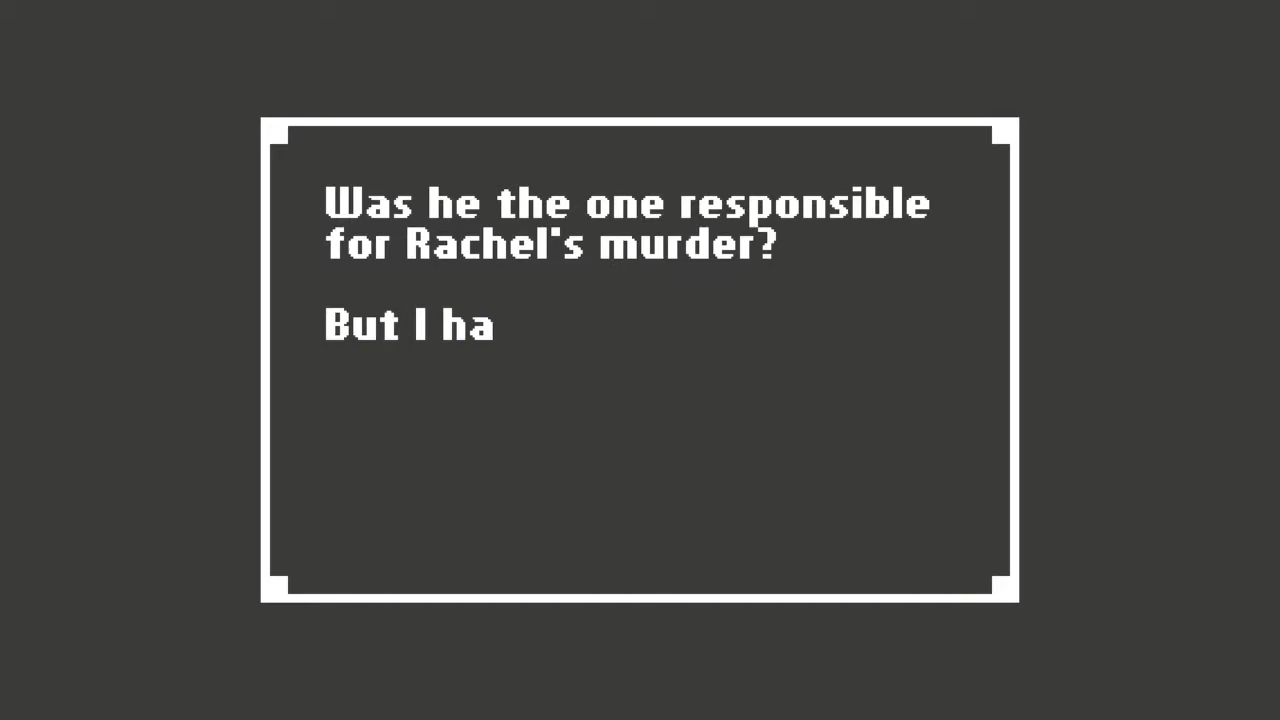 Was he the one responsible
for Rachel's murder?
But I ha